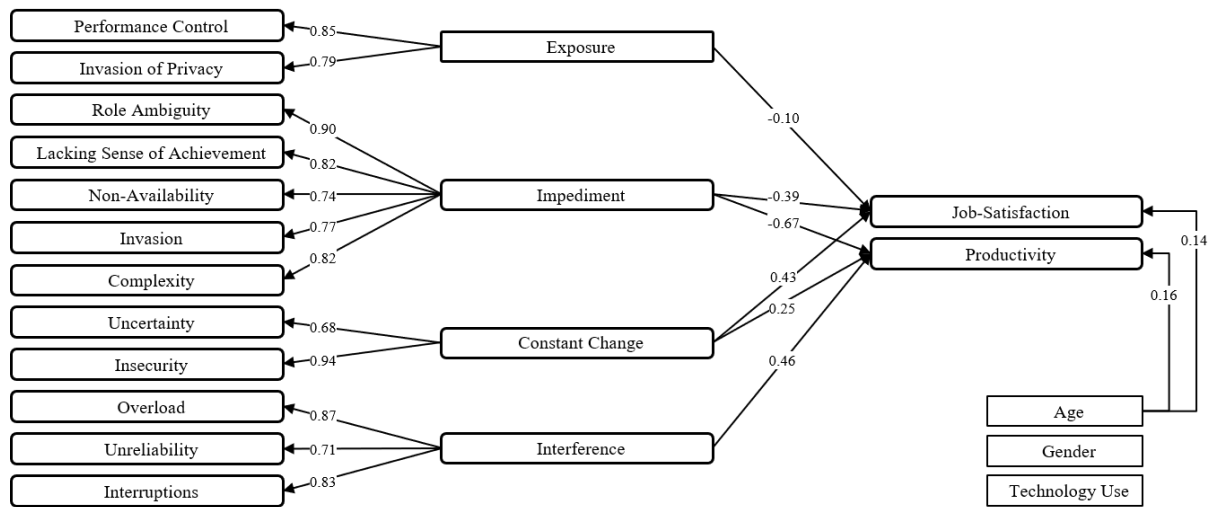 Performance Control
Invasion of Privacy
Role Ambiguity
Lacking Sense of Achievement
Non-Availability
Invasion
Complexity
Uncertainty
Insecurity
Overload
Unreliability
Interruptions
0.85
0.79
0.90
0.82
0.74
0.77
0.82
0.68
0.94
0.87
0.71
0.83
Exposure
Impediment
Constant Change
Interference
-0.10
-0.39
-0.67
0.43
0.25
0.46
Job-Satisfaction
Productivity
0.14
0.16
Age
Gender
Technology Use